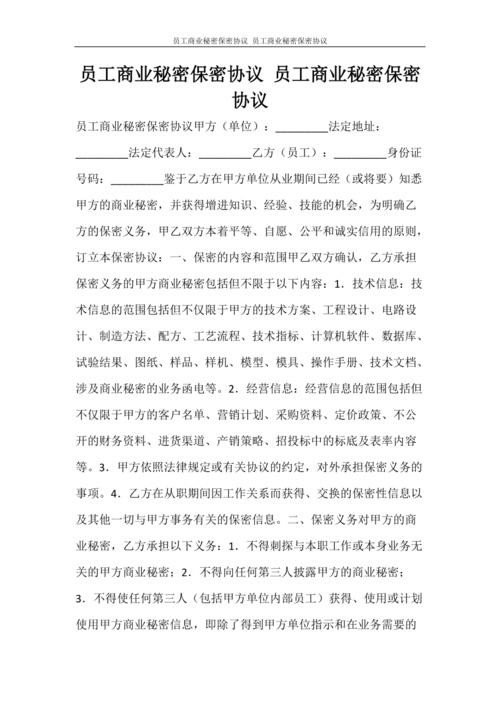 员工商业秘密保密协议 员工商业秘密保密协议
员工商业秘密保密协议 员工商业秘密保密
协议
员工商业秘密保密协议甲方（单位）：________法定地址：
________法定代表人：________乙方（员工）：________身份证
号码：________鉴于乙方在甲方单位从业期间已经（或将要）知悉
甲方的商业秘密，并获得增进知识、经验、技能的机会，为明确乙
方的保密义务，甲乙双方本着平等、自愿、公平和诚实信用的原则，
订立本保密协议：一、保密的内容和范围甲乙双方确认，乙方承担
保密义务的甲方商业秘密包括但不限于以下内容：1．技术信息：技
术信息的范围包括但不仅限于甲方的技术方案、工程设计、电路设
计、制造方法、配方、工艺流程、技术指标、计算机软件、数据库、
试验结果、图纸、样品、样机、模型、模具、操作手册、技术文档、
涉及商业秘密的业务函电等。2．经营信息：经营信息的范围包括但
不仅限于甲方的客户名单、营销计划、采购资料、定价政策、不公
开的财务资料、进货渠道、产销策略、招投标中的标底及表率内容
等。3．甲方依照法律规定或有关协议的约定，对外承担保密义务的
事项。4．乙方在从职期间因工作关系而获得、交换的保密性信息以
及其他一切与甲方事务有关的保密信息。二、保密义务对甲方的商
业秘密，乙方承担以下义务：1．不得刺探与本职工作或本身业务无
关的甲方商业秘密；2．不得向任何第三人披露甲方的商业秘密；
3．不得使任何第三人（包括甲方单位内部员工）获得、使用或计划
使用甲方商业秘密信息，即除了得到甲方单位指示和在业务需要的